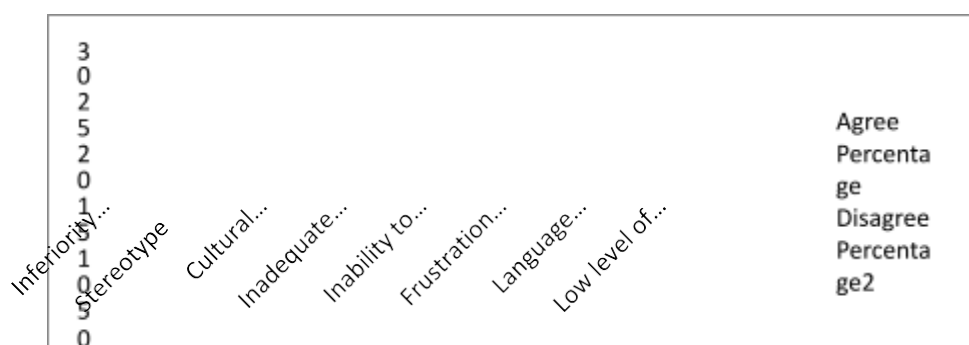 3
0
2
5
2
0
1
5
1
0
5
0
Inferiority...
Stereotype
Cultural...
Inadequate...
Inability to...
Frustration...
Language...
Low level of...
Agree
Percenta
ge
Disagree
Percenta
ge2